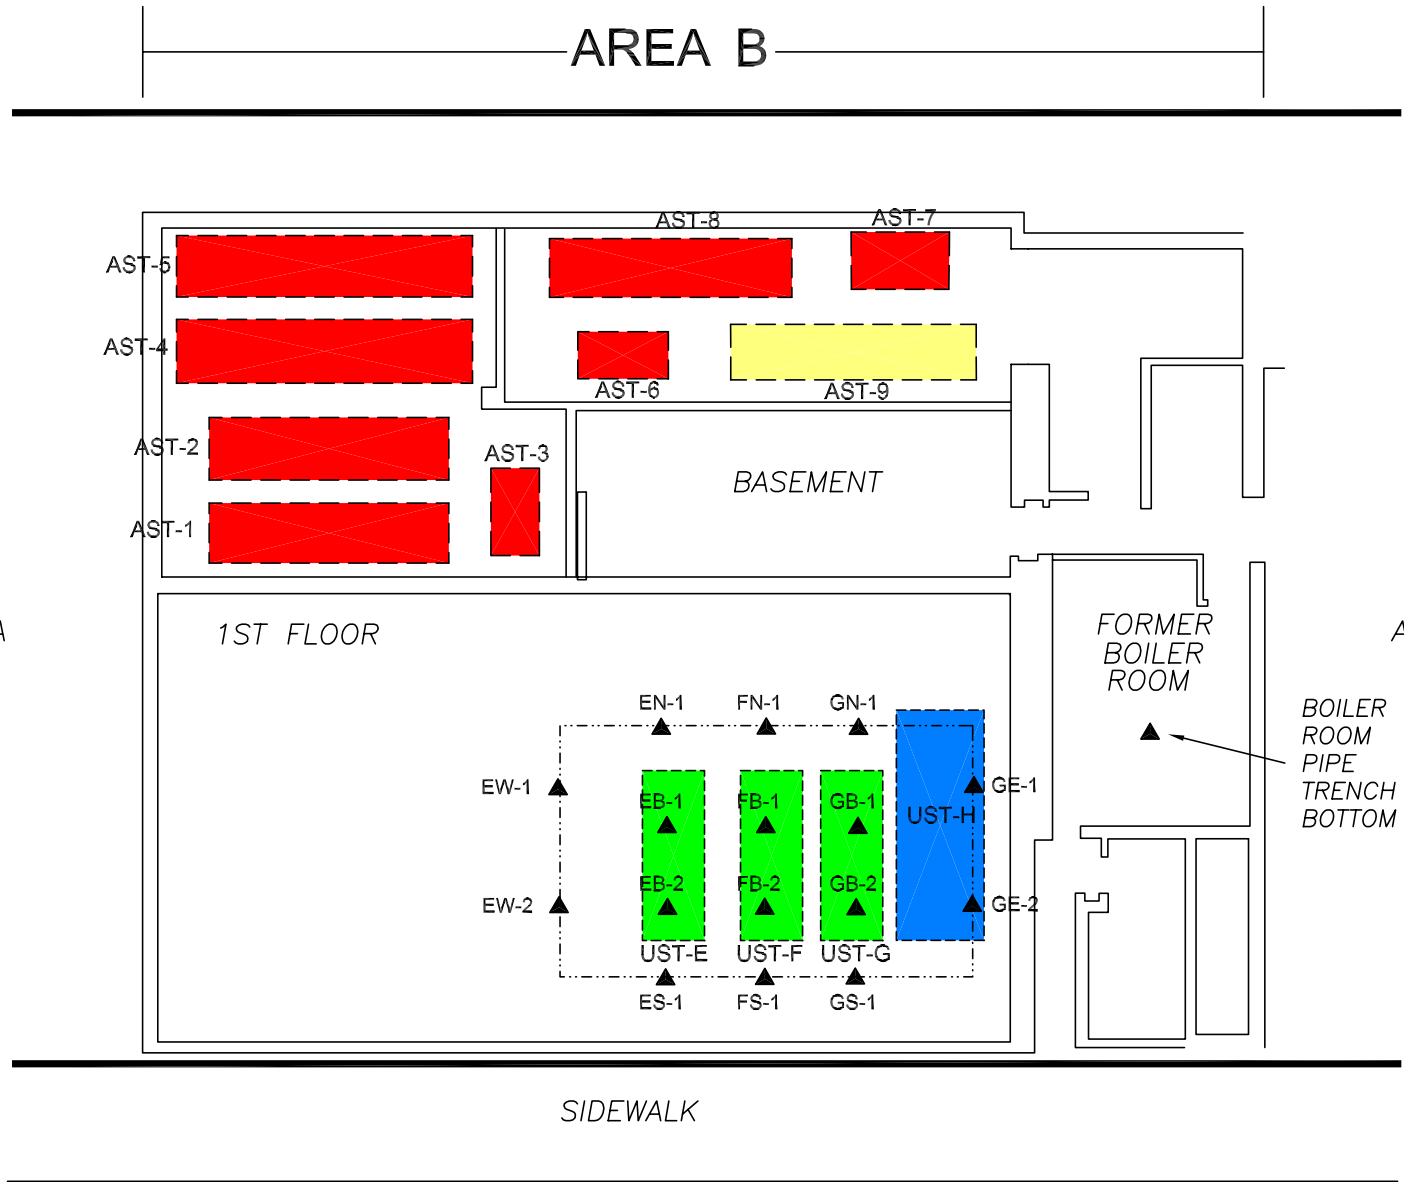 AREA B
AST-8
AST-7
AST-5
AST-4
AST-6
AST-9
AST-2
AST-3
AST-1
BASEMENT
1ST FLOOR
FORMER
BOILER
ROOM
BOILER
ROOM
PIPE
TRENCH
BOTTOM
EN-1
FN-1
GN-1
EW-1
EB-1
FB-1
GB-1
GE-1
UST-H
EW-2
EB-2
FB-2
GB-2
GE-2
UST-E
UST-F
UST-G
ES-1
FS-1
GS-1
A
A
SIDEWALK